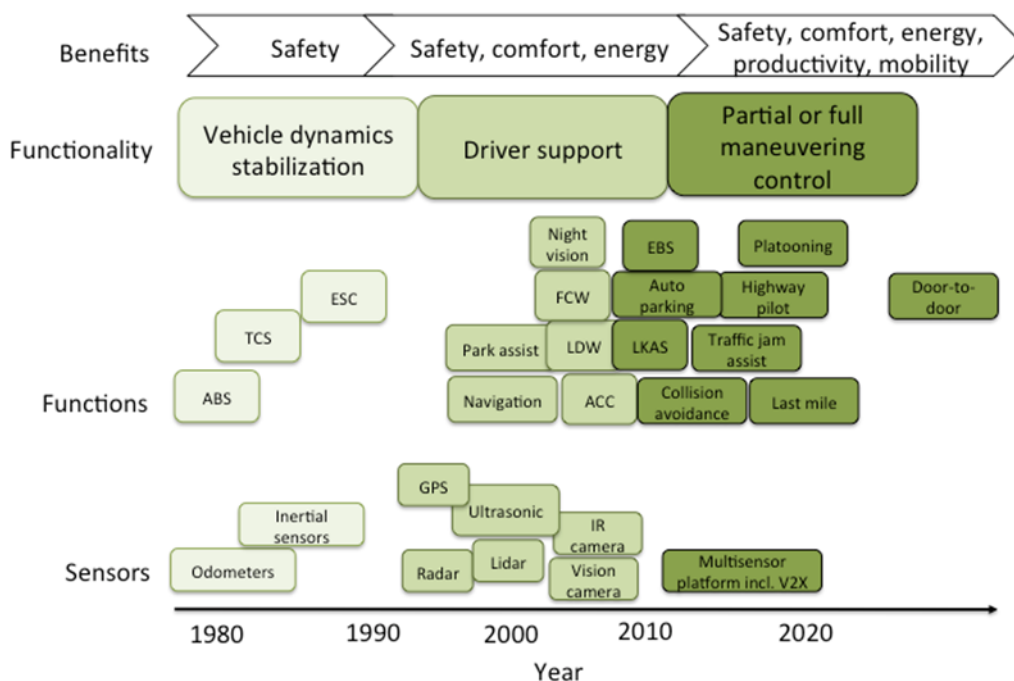 Benefits
Safety
Safety, comfort, energy
Safety, comfort, energy,
productivity, mobility
Functionality
Vehicle dynamics
stabilization
Driver support
Partial or full
maneuvering
control
Functions
Night
vision
EBS
Platooning
ESC
FCW
Auto
parking
Highway
pilot
Door-to-
door
TCS
Park assist
LDW
LKAS
Traffic jam
assist
ABS
Navigation
ACC
Collision
avoidance
Last mile
Sensors
GPS
Ultrasonic
Inertial
sensors
IR
camera
Odometers
Radar
Lidar
Vision
camera
Multisensor
platform incl. V2X
1980
1990
2000
2010
2020
Year